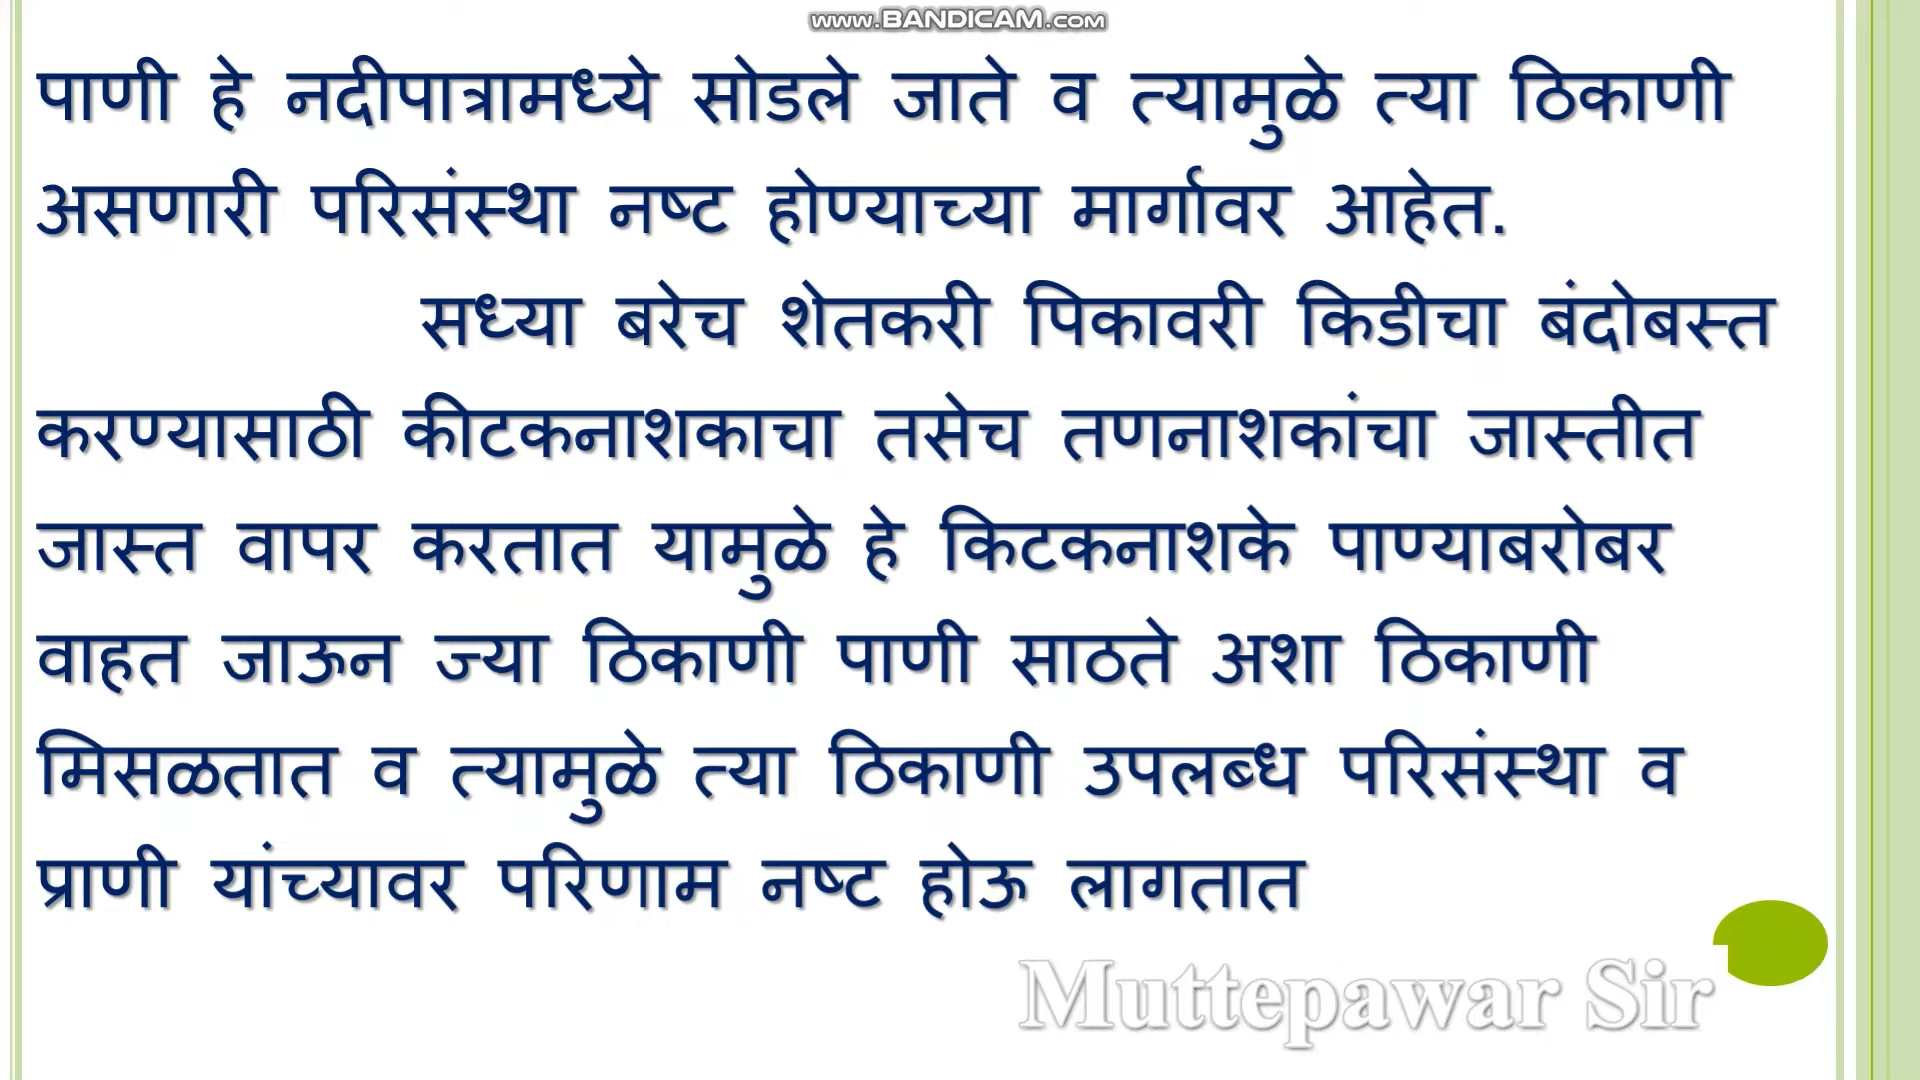 www.BANDICAM.com
पाणी हे नदीपात्रामध्ये सोडले जाते व त्यामुळे त्या ठिकाणी
असणारी परिसंस्था नष्ट होण्याच्या मार्गावर आहेत.
सध्या बरेच शेतकरी पिकावरी किडीचा बंदोबस्त
करण्यासाठी कीटकनाशकाचा तसेच तणनाशकांचा जास्तीत
जास्त वापर करतात यामुळे हे किटकनाशके पाण्याबरोबर
वाहत जाऊन ज्या ठिकाणी पाणी साठते अशा ठिकाणी
मिसळतात व त्यामुळे त्या ठिकाणी उपलब्ध परिसंस्था व
प्राणी यांच्यावर परिणाम नष्ट होऊ लागतात
Muttepawar Sir